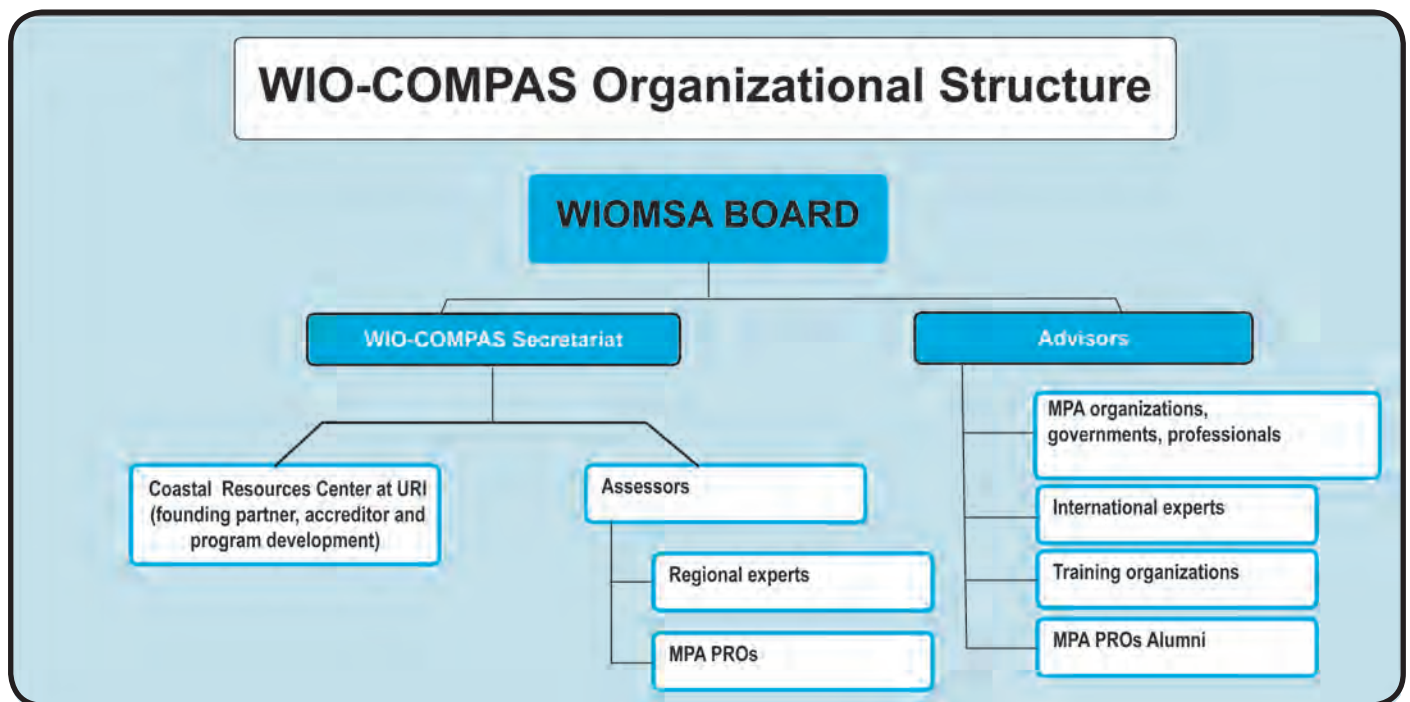 WIO-COMPAS Organizational Structure
WIOMSA BOARD
WIO-COMPAS Secretariat
Advisors
Coastal Resources Center at URI
(founding partner, accreditor and
program development)
Assessors
Regional experts
MPA PROs
MPA organizations,
governments, professionals
International experts
Training organizations
MPA PROs Alumni